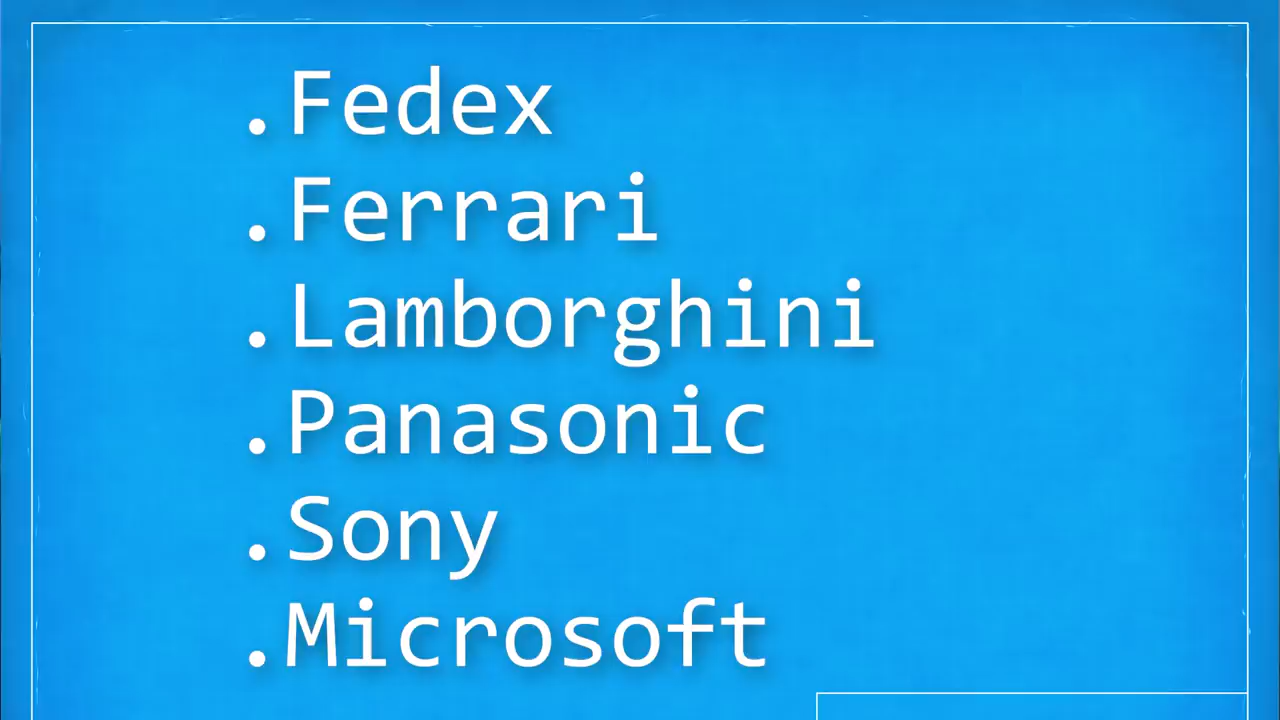 .Fedex
.Ferrari
.Lamborghini
.Panasonic
.Sony
.Microsoft